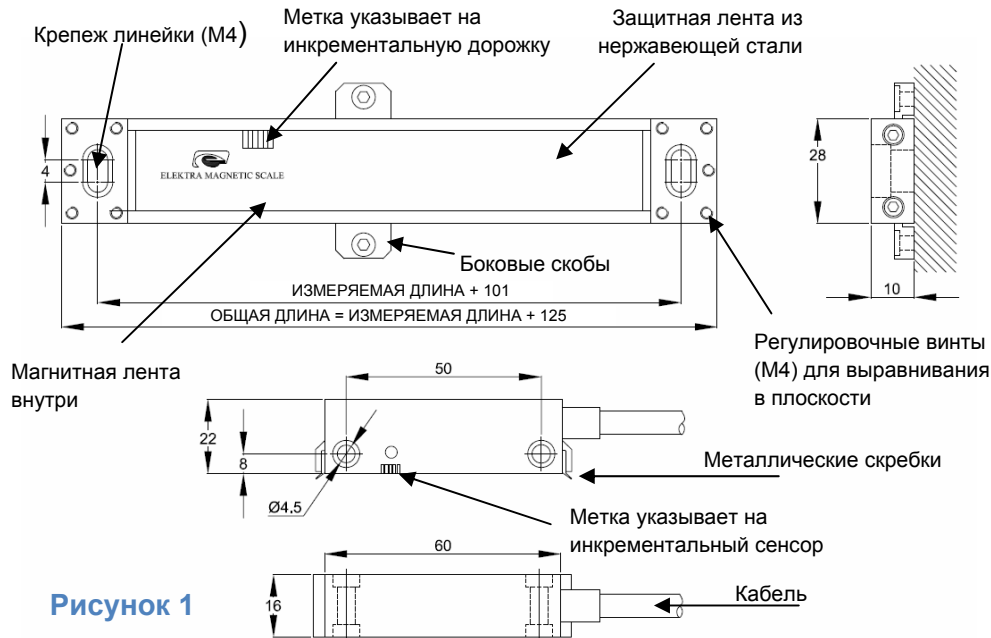 Крепеж линейки (М4)
Метка указывает на
инкрементальную дорожку
Защитная лента из
нержавеющей стали
4
ELEKTRA MAGNETIC SCALE
28
Боковые скобы
ИЗМЕРЯЕМАЯ ДЛИНА + 101
ОБЩАЯ ДЛИНА = ИЗМЕРЯЕМАЯ ДЛИНА + 125
10
Магнитная лента
внутри
Регулировочные винты
(М4) для выравнивания
в плоскости
50
22
8
Ø4,5
Металлические скребки
Метка указывает на
инкрементальный сенсор
60
16
Кабель
Рисунок 1